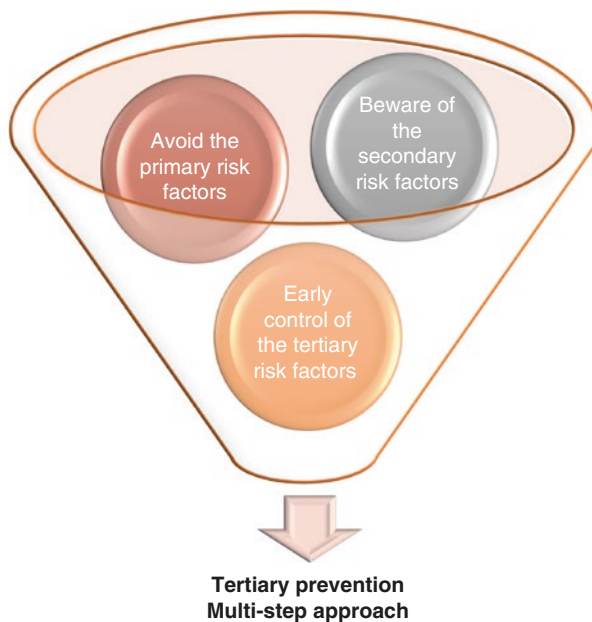 Avoid the
primary risk
factors
Beware of
the
secondary
risk factors
Early
control of
the tertiary
risk factors
Tertiary prevention
Multi-step approach